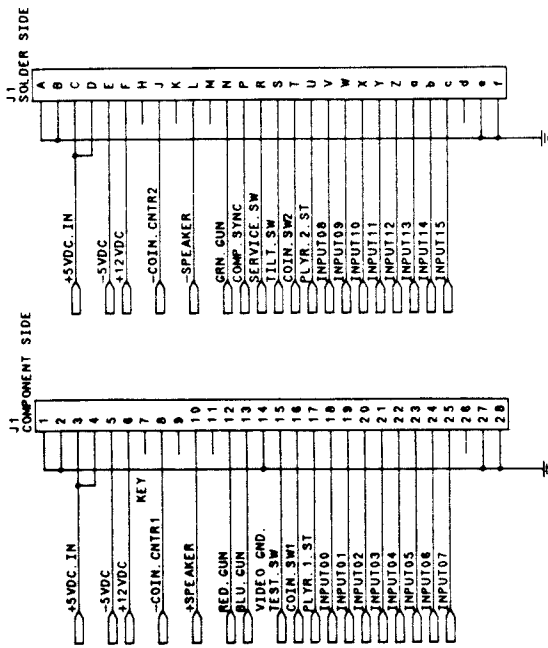 J1
SOLDER SIDE
A
B
+5VDC.IN C
D
-5VDC E
+12VDC F
H
-COIN.CNTR2 J
K
-SPEAKER L
M
GRN.GUN N
COMP.SYNC P
SERVICE.SW R
TILT.SW S
COIN.SW2 T
PLYR.2.ST U
INPUT08 V
INPUT09 W
INPUT10 X
INPUT11 Y
INPUT12 Z
INPUT13 a
INPUT14 b
INPUT15 c
d
e
f
J1
COMPONENT SIDE
1
2
+5VDC.IN 3
4
-5VDC 5
+12VDC 6
KEY 7
-COIN.CNTR1 8
9
+SPEAKER 10
11
RED.GUN 12
BLU.GUN 13
VIDEO GND. 14
TEST.SW 15
COIN.SW1 16
PLYR.1.ST 17
INPUT00 18
INPUT01 19
INPUT02 20
INPUT03 21
INPUT04 22
INPUT05 23
INPUT06 24
INPUT07 25
26
27
28